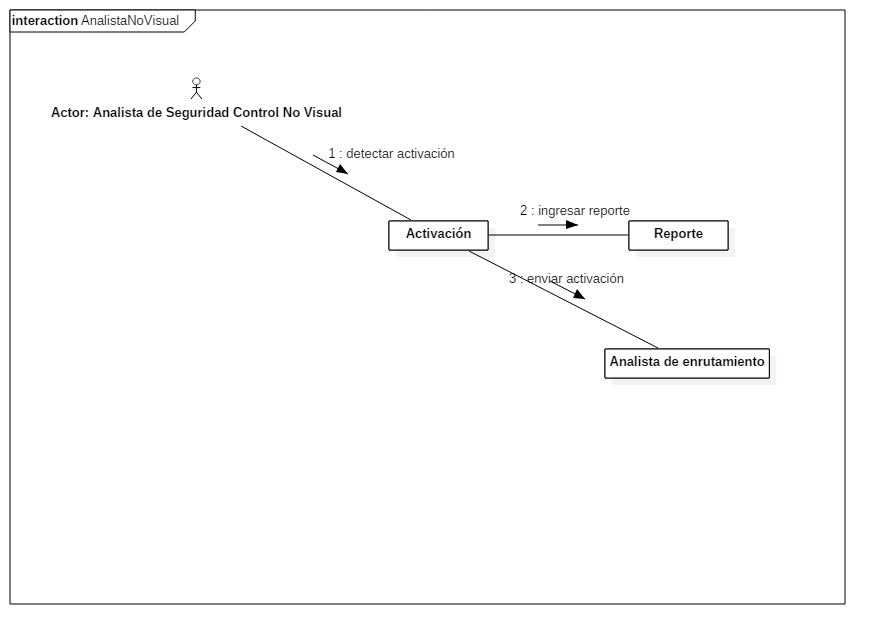 interaction AnalistaNoVisual
Actor: Analista de Seguridad Control No Visual
1 : detectar activación
2 : ingresar reporte
Activación
Reporte
3 : enviar activación
Analista de enrutamiento